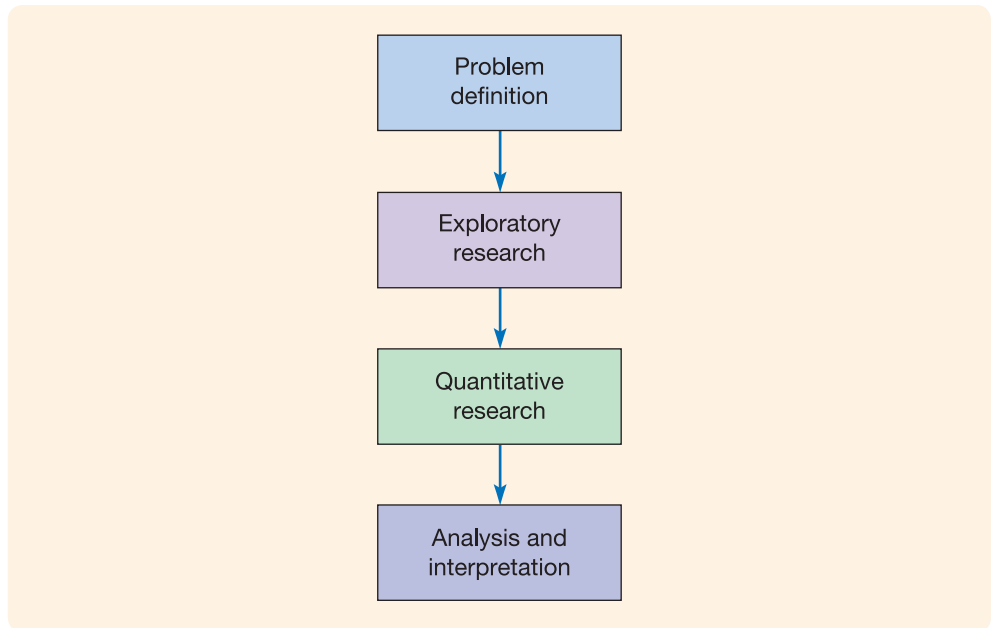 Problem
definition
Exploratory
research
Quantitative
research
Analysis and
interpretation